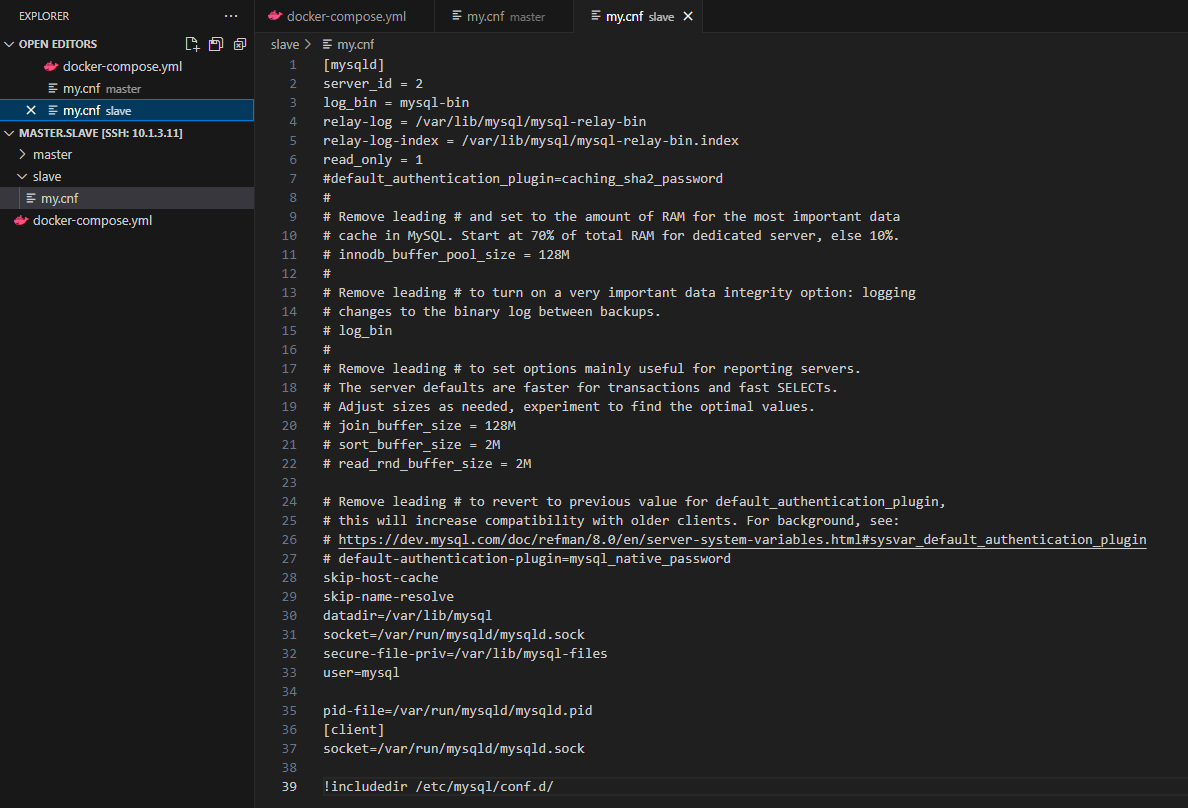 EXPLORER
OPEN EDITORS
docker-compose.yml
my.cnf master
my.cnf slave
MASTER.SLAVE [SSH: 10.1.3.11]
master
slave
my.cnf
docker-compose.yml
docker-compose.yml
my.cnf master
my.cnf slave
slave > my.cnf
1 [mysqld]
2 server_id = 2
3 log_bin = mysql-bin
4 relay-log = /var/lib/mysql/mysql-relay-bin
5 relay-log-index = /var/lib/mysql/mysql-relay-bin.index
6 read_only = 1
7 #default_authentication_plugin=caching_sha2_password
8 #
9 # Remove leading # and set to the amount of RAM for the most important data
10 # cache in MySQL. Start at 70% of total RAM for dedicated server, else 10%.
11 # innodb_buffer_pool_size = 128M
12 #
13 # Remove leading # to turn on a very important data integrity option: logging
14 # changes to the binary log between backups.
15 # log_bin
16 #
17 # Remove leading # to set options mainly useful for reporting servers.
18 # The server defaults are faster for transactions and fast SELECTs.
19 # Adjust sizes as needed, experiment to find the optimal values.
20 # join_buffer_size = 128M
21 # sort_buffer_size = 2M
22 # read_rnd_buffer_size = 2M
23
24 # Remove leading # to revert to previous value for default_authentication_plugin,
25 # this will increase compatibility with older clients. For background, see:
26 # https://dev.mysql.com/doc/refman/8.0/en/server-system-variables.html#sysvar_default_authentication_plugin
27 # default-authentication-plugin=mysql_native_password
28 skip-host-cache
29 skip-name-resolve
30 datadir=/var/lib/mysql
31 socket=/var/run/mysqld/mysqld.sock
32 secure-file-priv=/var/lib/mysql-files
33 user=mysql
34
35 pid-file=/var/run/mysqld/mysqld.pid
36 [client]
37 socket=/var/run/mysqld/mysqld.sock
38
39 !includedir /etc/mysql/conf.d/